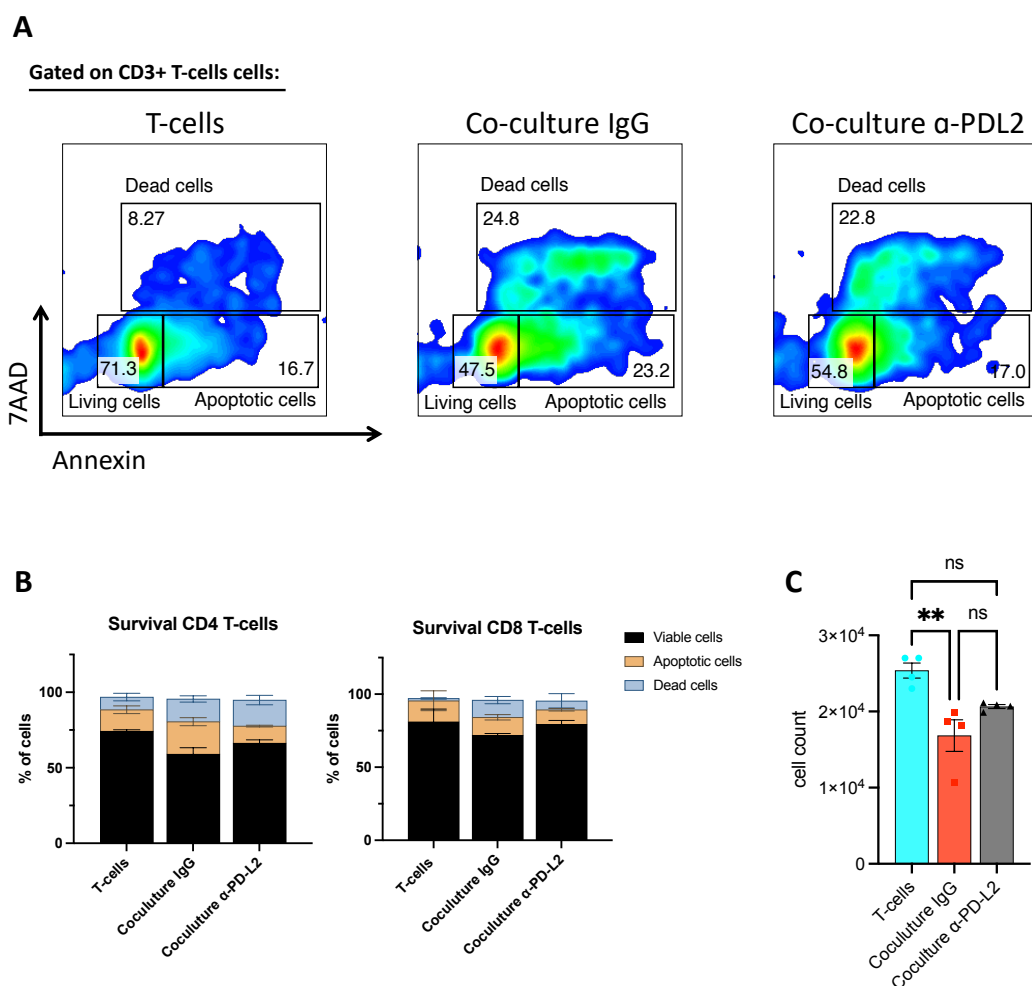 A
Gated on CD3+ T-cells cells:
T-cells
Co-culture IgG
Co-culture α-PDL2
Dead cells
8.27
71.3
16.7
Living cells
Apoptotic cells
Dead cells
24.8
47.5
23.2
Living cells
Apoptotic cells
Dead cells
22.8
54.8
17.0
Living cells
Apoptotic cells
7AAD
Annexin
B
Survival CD4 T-cells
% of cells
100
50
0
T-cells
Cocluture IgG
Cocluture α-PD-L2
Survival CD8 T-cells
% of cells
100
50
0
T-cells
Cocluture IgG
Cocluture α-PD-L2
Viable cells
Apoptotic cells
Dead cells
C
ns
**
ns
cell count
3×10⁴
2×10⁴
1×10⁴
0
T-cells
Cocluture IgG
Coculture α-PD-L2